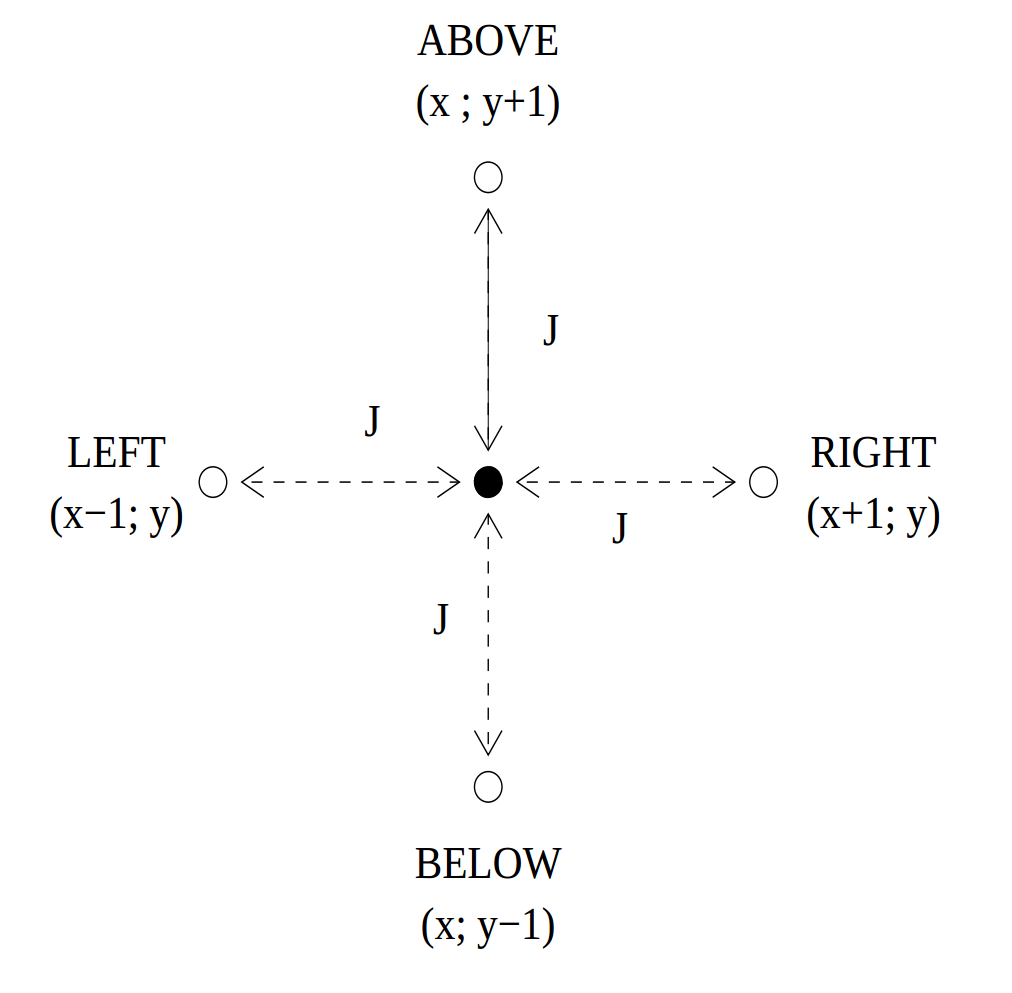 ABOVE
(x ; y+1)
J
J
LEFT
(x−1; y)
RIGHT
(x+1; y)
J
J
BELOW
(x; y−1)